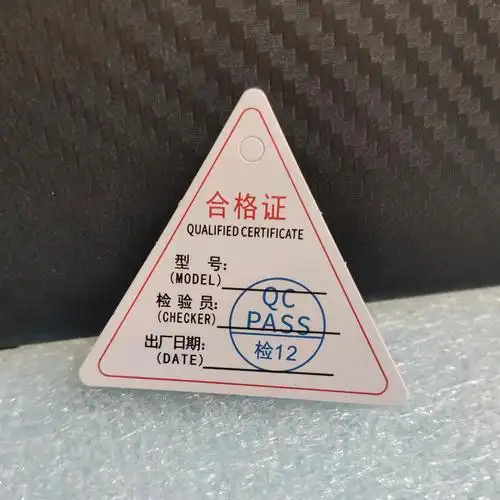 合格证
QUALIFIED CERTIFICATE
型 号:
(MODEL)
检验员:
(CHECKER)
出厂日期:
(DATE)
QC
PASS
检12